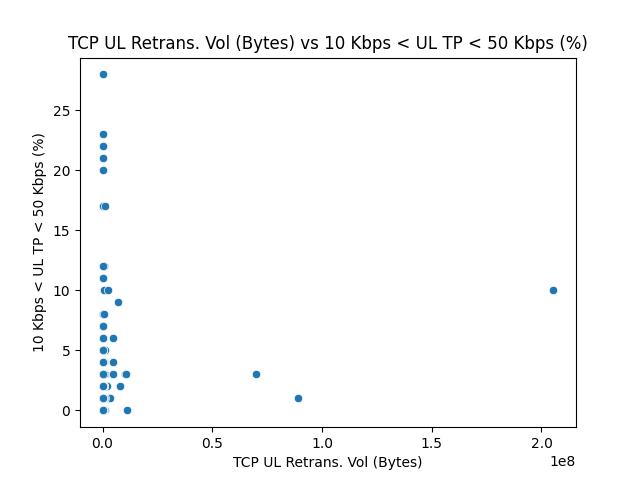 TCP UL Retrans. Vol (Bytes) vs 10 Kbps < UL TP < 50 Kbps (%)
10 Kbps < UL TP < 50 Kbps (%)
25
20
15
10
5
0
0.0 0.5 1.0 1.5 2.0
1e8
TCP UL Retrans. Vol (Bytes)